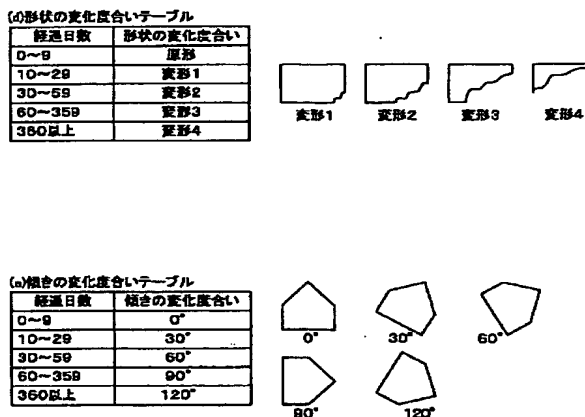 (d)形状の変化度合いテーブル
経過日数 形状の変化度合い
0～9 原形
10～29 変形1
30～59 変形2
60～359 変形3
360以上 変形4
変形1 変形2 変形3 変形4
(e)傾きの変化度合いテーブル
経過日数 傾きの変化度合い
0～9 0°
10～29 30°
30～59 60°
60～359 90°
360以上 120°
0° 30° 60°
90° 120°